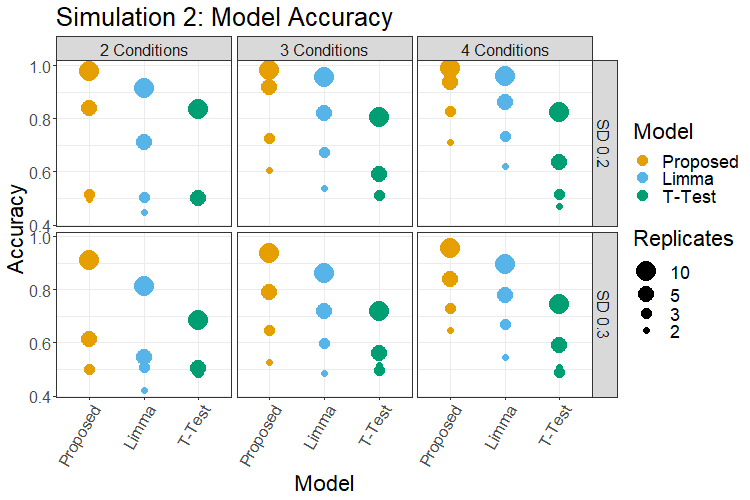 Simulation 2: Model Accuracy
2 Conditions
3 Conditions
4 Conditions
Accuracy
1.0
0.8
0.6
0.4
SD 0.2
1.0
0.8
0.6
0.4
SD 0.3
Proposed
Limma
T-Test
Proposed
Limma
T-Test
Proposed
Limma
T-Test
Model
Model
Proposed
Limma
T-Test
Replicates
10
5
3
2